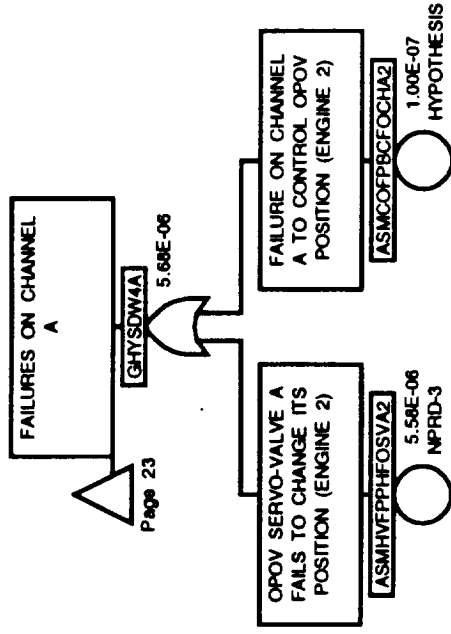 FAILURES ON CHANNEL
A
GHYSDW4A
5.68E-06
Page 23
OPOV SERVO-VALVE A
FAILS TO CHANGE ITS
POSITION (ENGINE 2)
ASMHVFPPHFOSVA2
5.58E-06
NPRD-3
FAILURE ON CHANNEL
A TO CONTROL OPOV
POSITION (ENGINE 2)
ASMCOFPBCFOCHA2
1.00E-07
HYPOTHESIS